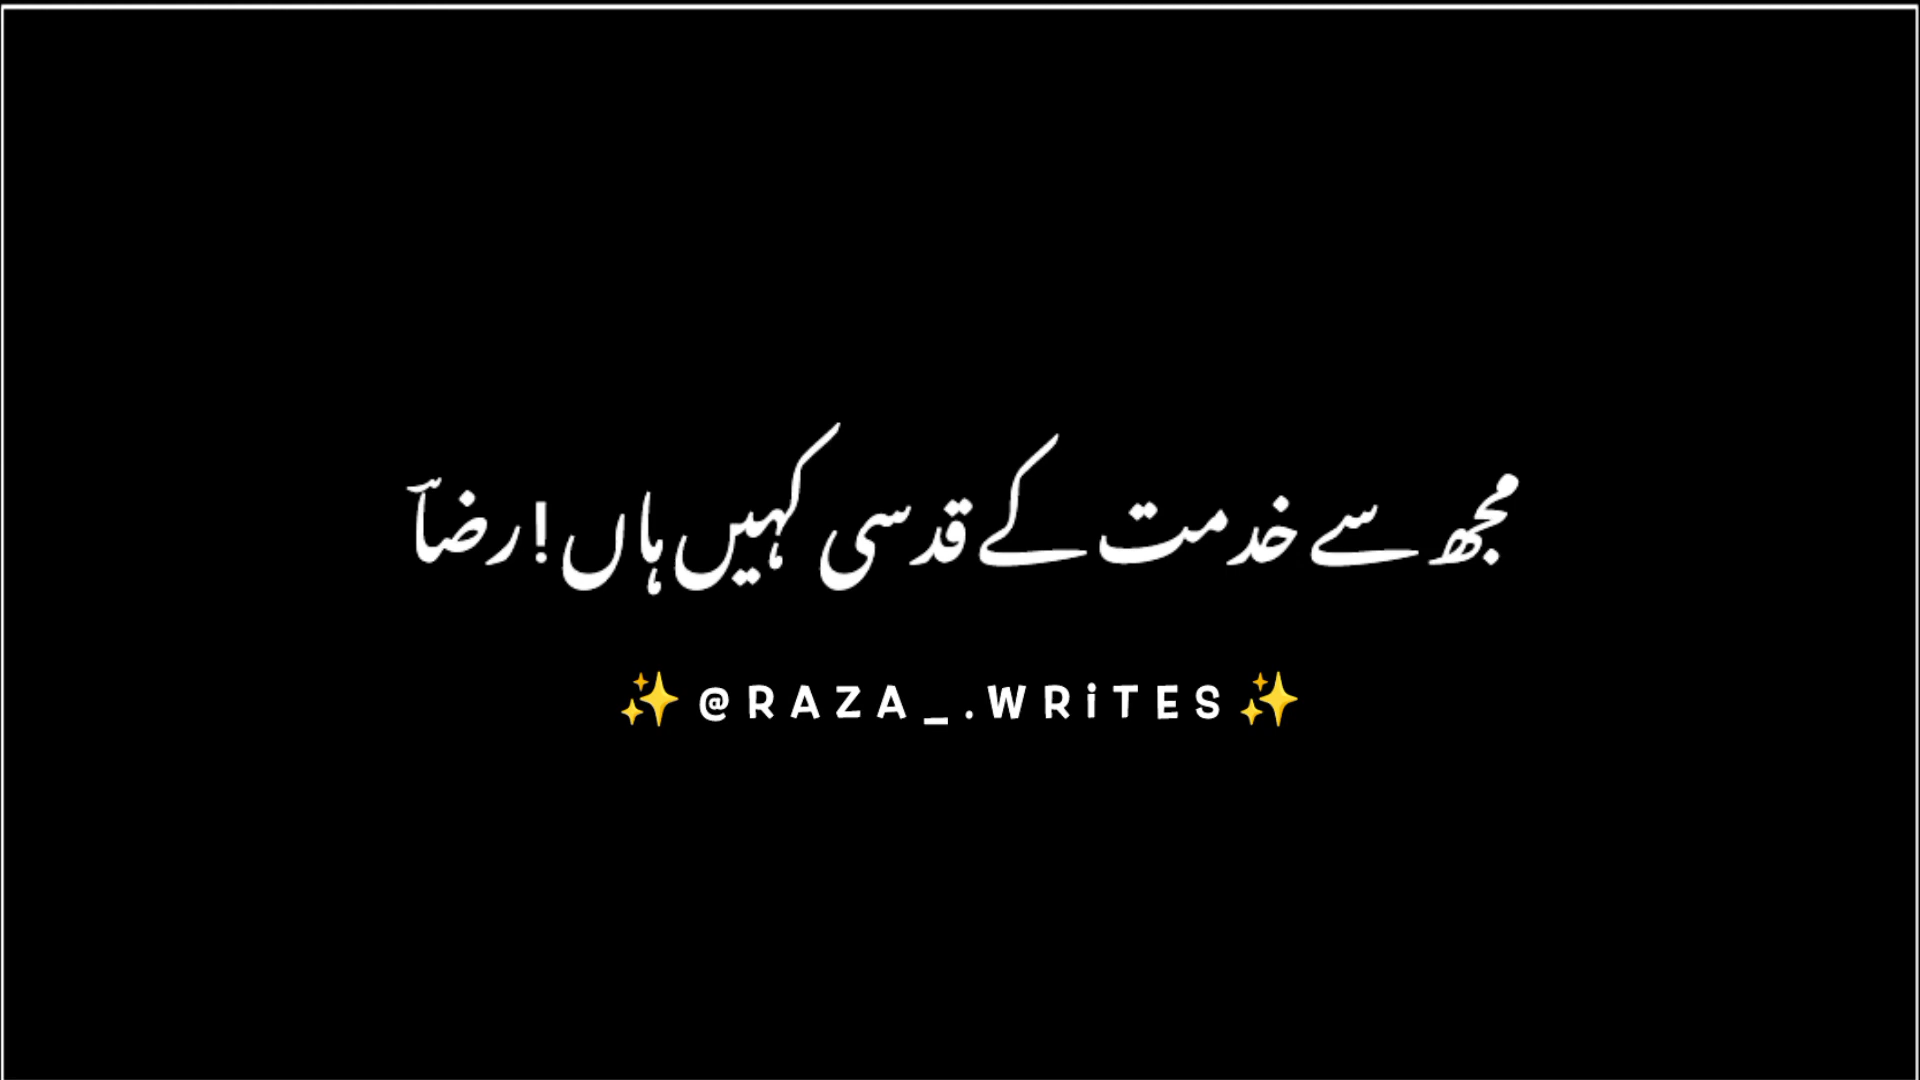 مجھ سے خدمت کے قدسی کہیں ہاں! رضاؔ
✨@RAZA_.WRiTES✨